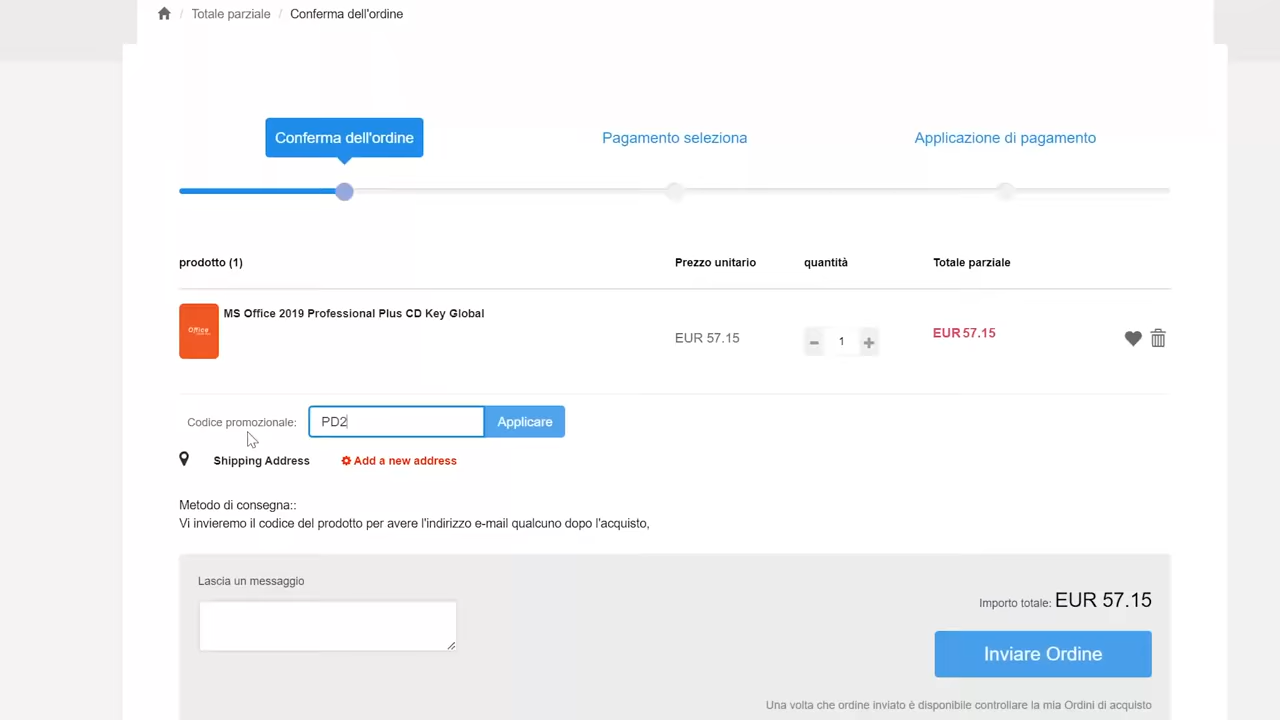 / Totale parziale / Conferma dell'ordine
Conferma dell'ordine Pagamento seleziona Applicazione di pagamento
prodotto (1) Prezzo unitario quantità Totale parziale
MS Office 2019 Professional Plus CD Key Global
Office
EUR 57.15 − 1 + EUR 57.15
Codice promozionale: PD2 Applicare
Shipping Address Add a new address
Metodo di consegna::
Vi invieremo il codice del prodotto per avere l'indirizzo e-mail qualcuno dopo l'acquisto,
Lascia un messaggio
Importo totale: EUR 57.15
Inviare Ordine
Una volta che ordine inviato è disponibile controllare la mia Ordini di acquisto